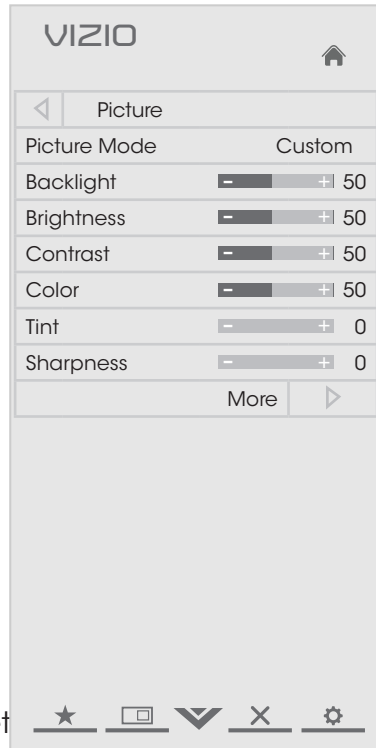 VIZIO
Picture
Picture Mode Custom
Backlight - + 50
Brightness - + 50
Contrast - + 50
Color - + 50
Tint - + 0
Sharpness - + 0
More